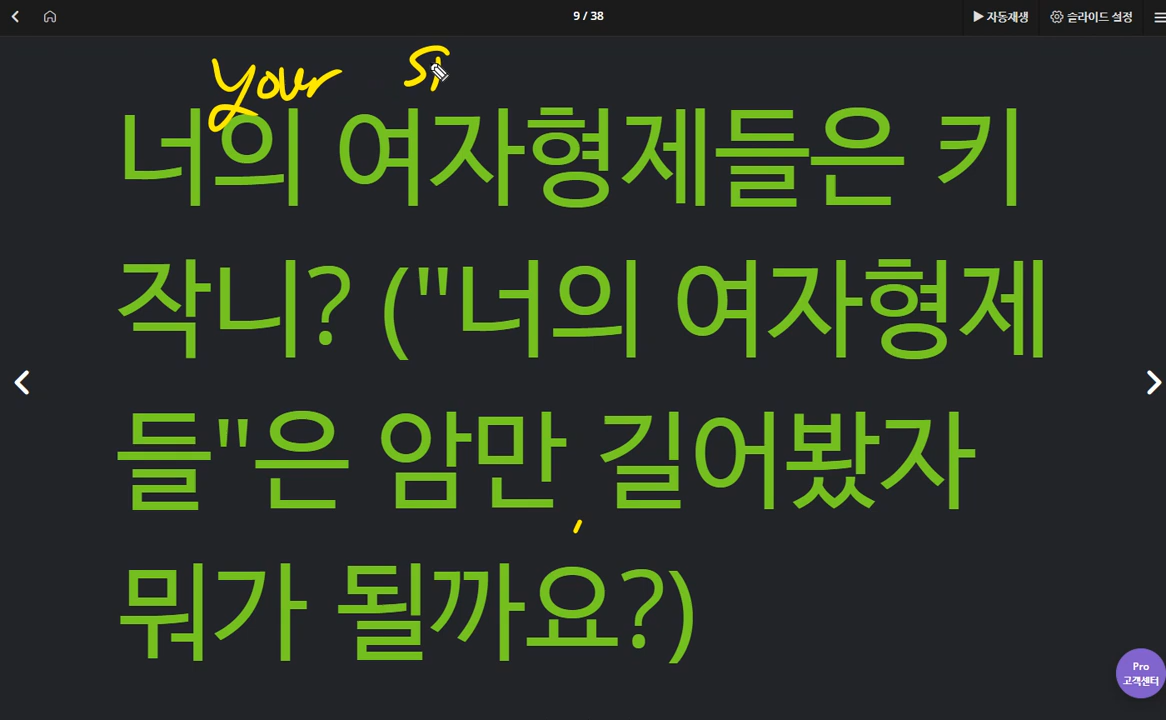 9 / 38
▶ 자동재생
슬라이드 설정
your
너의 여자형제들은 키
작니? ("너의 여자형제
들"은 암만 길어봤자
뭐가 될까요?)
Pro
고객센터